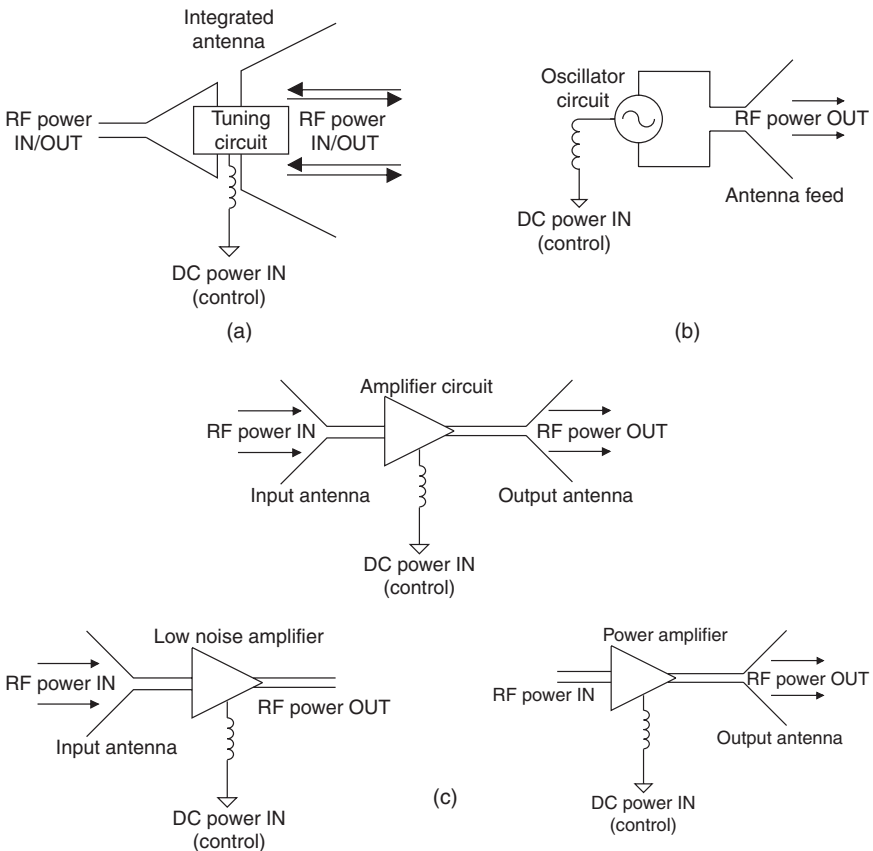 Integrated
antenna
RF power
IN/OUT
Tuning
circuit
RF power
IN/OUT
DC power IN
(control)
(a)
Oscillator
circuit
RF power OUT
Antenna feed
DC power IN
(control)
(b)
Amplifier circuit
RF power IN
RF power OUT
Input antenna
Output antenna
DC power IN
(control)
Low noise amplifier
RF power IN
RF power OUT
Input antenna
DC power IN
(control)
Power amplifier
RF power IN
RF power OUT
Output antenna
DC power IN
(control)
(c)